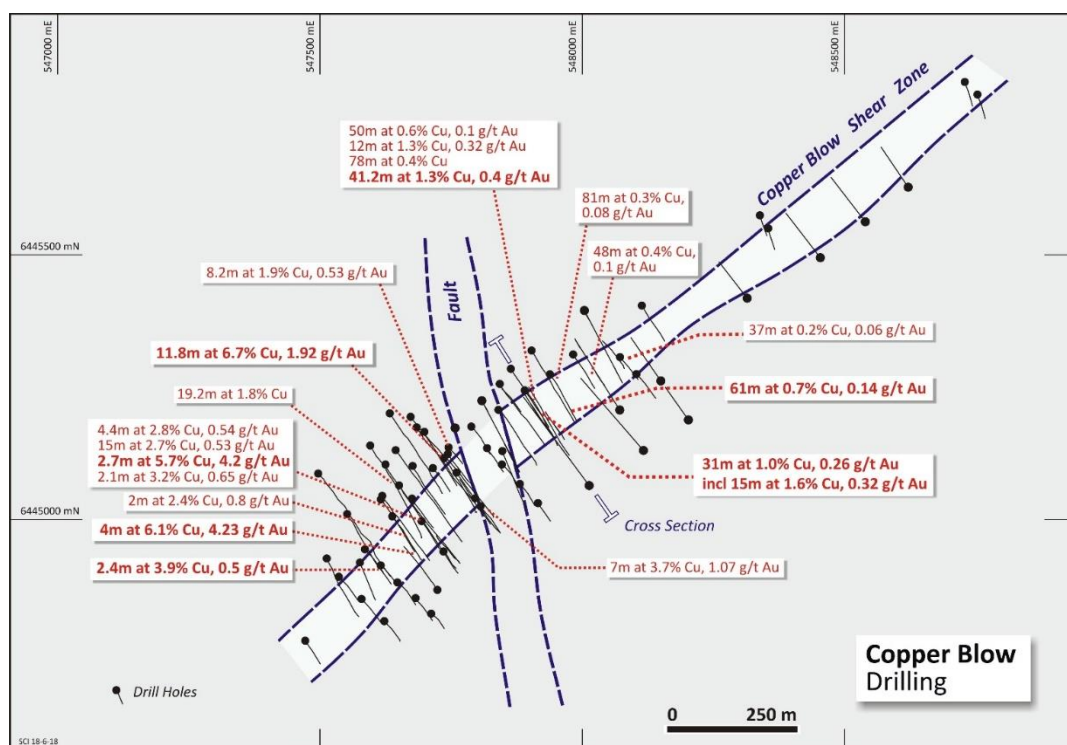 547000 mE
547500 mE
548000 mE
548500 mE
Copper Blow Shear Zone
50m at 0.6% Cu, 0.1 g/t Au
12m at 1.3% Cu, 0.32 g/t Au
78m at 0.4% Cu
41.2m at 1.3% Cu, 0.4 g/t Au
81m at 0.3% Cu,
0.08 g/t Au
6445500 mN
48m at 0.4% Cu,
0.1 g/t Au
8.2m at 1.9% Cu, 0.53 g/t Au
Fault
37m at 0.2% Cu, 0.06 g/t Au
11.8m at 6.7% Cu, 1.92 g/t Au
61m at 0.7% Cu, 0.14 g/t Au
19.2m at 1.8% Cu
4.4m at 2.8% Cu, 0.54 g/t Au
15m at 2.7% Cu, 0.53 g/t Au
2.7m at 5.7% Cu, 4.2 g/t Au
2.1m at 3.2% Cu, 0.65 g/t Au
31m at 1.0% Cu, 0.26 g/t Au
incl 15m at 1.6% Cu, 0.32 g/t Au
2m at 2.4% Cu, 0.8 g/t Au
6445000 mN
Cross Section
4m at 6.1% Cu, 4.23 g/t Au
2.4m at 3.9% Cu, 0.5 g/t Au
7m at 3.7% Cu, 1.07 g/t Au
Copper Blow
Drilling
Drill Holes
0 250 m
SCI 18-6-18